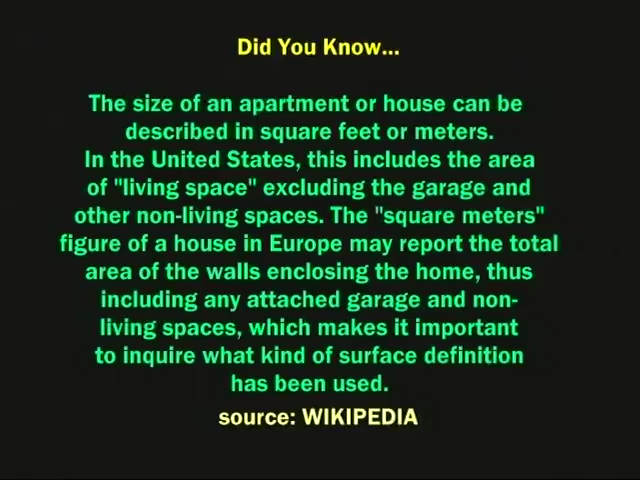 Did You Know...
The size of an apartment or house can be
described in square feet or meters.
In the United States, this includes the area
of "living space" excluding the garage and
other non-living spaces. The "square meters"
figure of a house in Europe may report the total
area of the walls enclosing the home, thus
including any attached garage and non-
living spaces, which makes it important
to inquire what kind of surface definition
has been used.
source: WIKIPEDIA